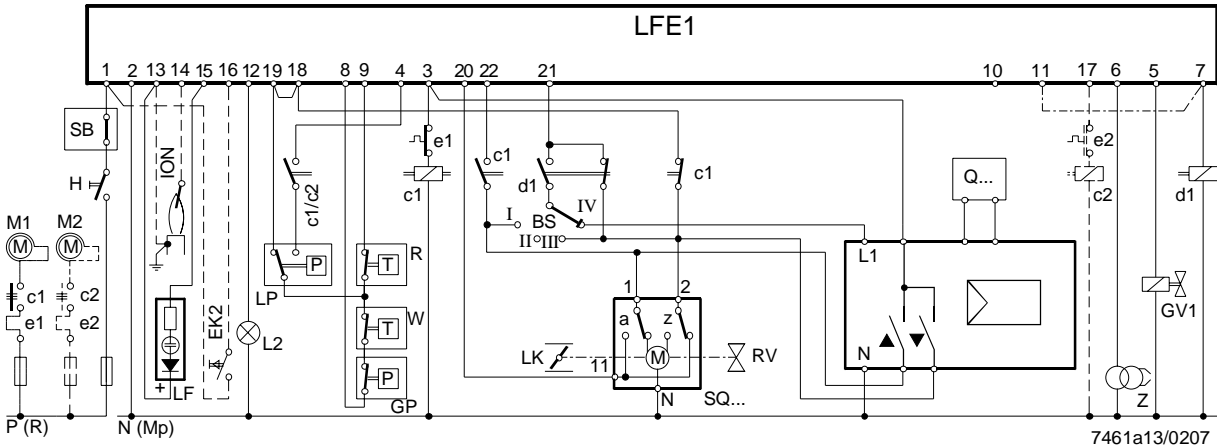 LFE1
1 2 13 14 15 16 12 19 18 8 9 4 3 20 22 21 10 11 17 6 5 7
SB
H
ION
M1 M2
M M
c1 c2
e1 e2
EK2
L2
LF
+
c1/c2
P
LP
T R
T W
P
GP
e1
c1
c1
d1
I BS IV
II III
c1
1 2
a z
M
LK RV
11
N SQ...
Q...
L1
N
e2
c2
d1
GV1
Z
P (R) N (Mp)
7461a13/0207